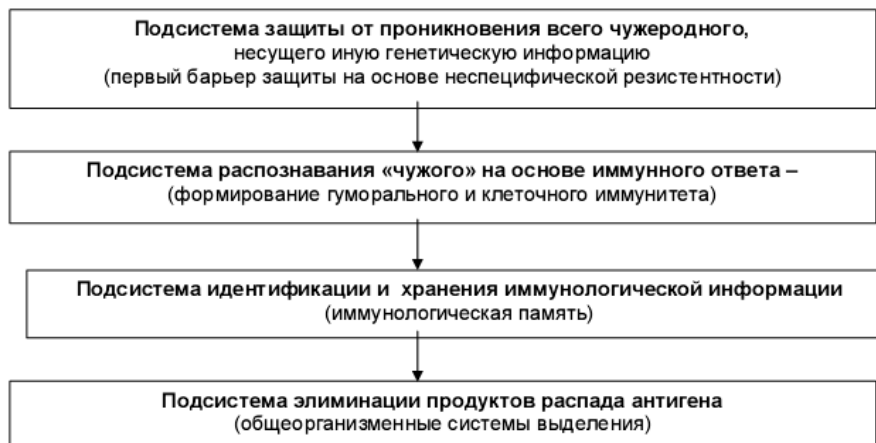 Подсистема защиты от проникновения всего чужеродного,
несущего иную генетическую информацию
(первый барьер защиты на основе неспецифической резистентности)
Подсистема распознавания «чужого» на основе иммунного ответа –
(формирование гуморального и клеточного иммунитета)
Подсистема идентификации и хранения иммунологической информации
(иммунологическая память)
Подсистема элиминации продуктов распада антигена
(общеорганизменные системы выделения)